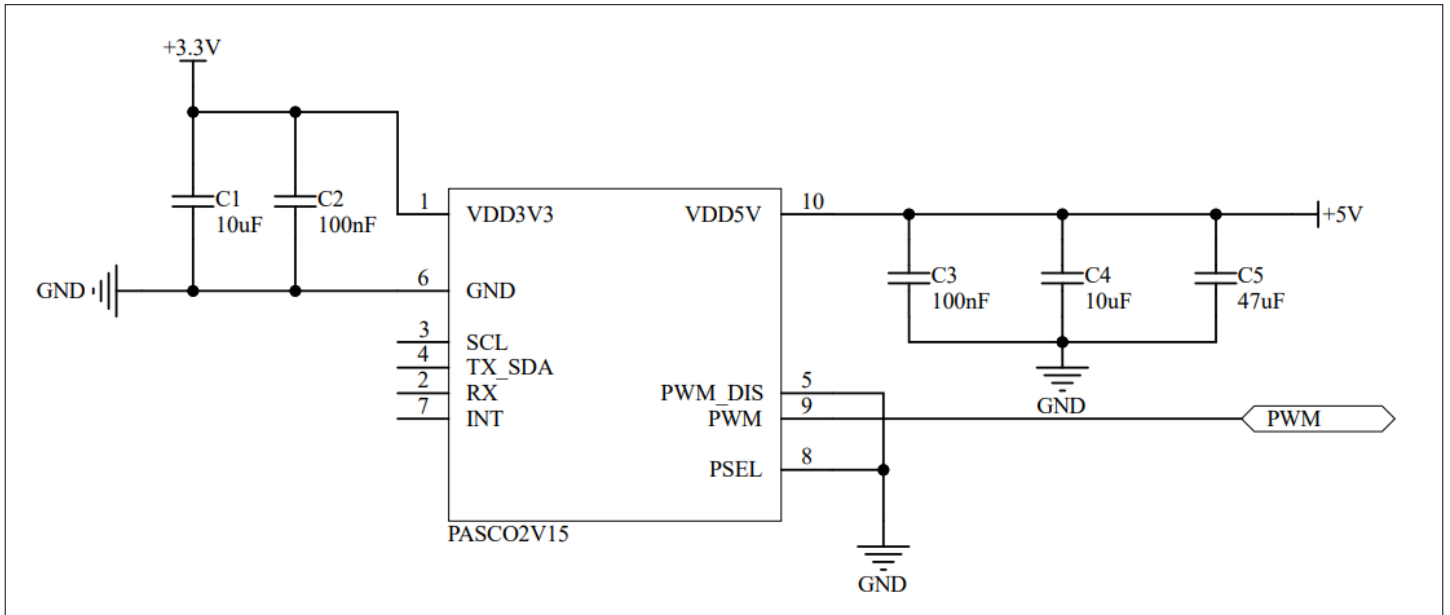 +3.3V
C1
10uF
C2
100nF
1
VDD3V3
VDD5V
10
+5V
GND
6
GND
C3
100nF
C4
10uF
C5
47uF
3
SCL
4
TX_SDA
2
RX
7
INT
PWM_DIS
5
PWM
9
GND
PWM
PSEL
8
PASCO2V15
GND